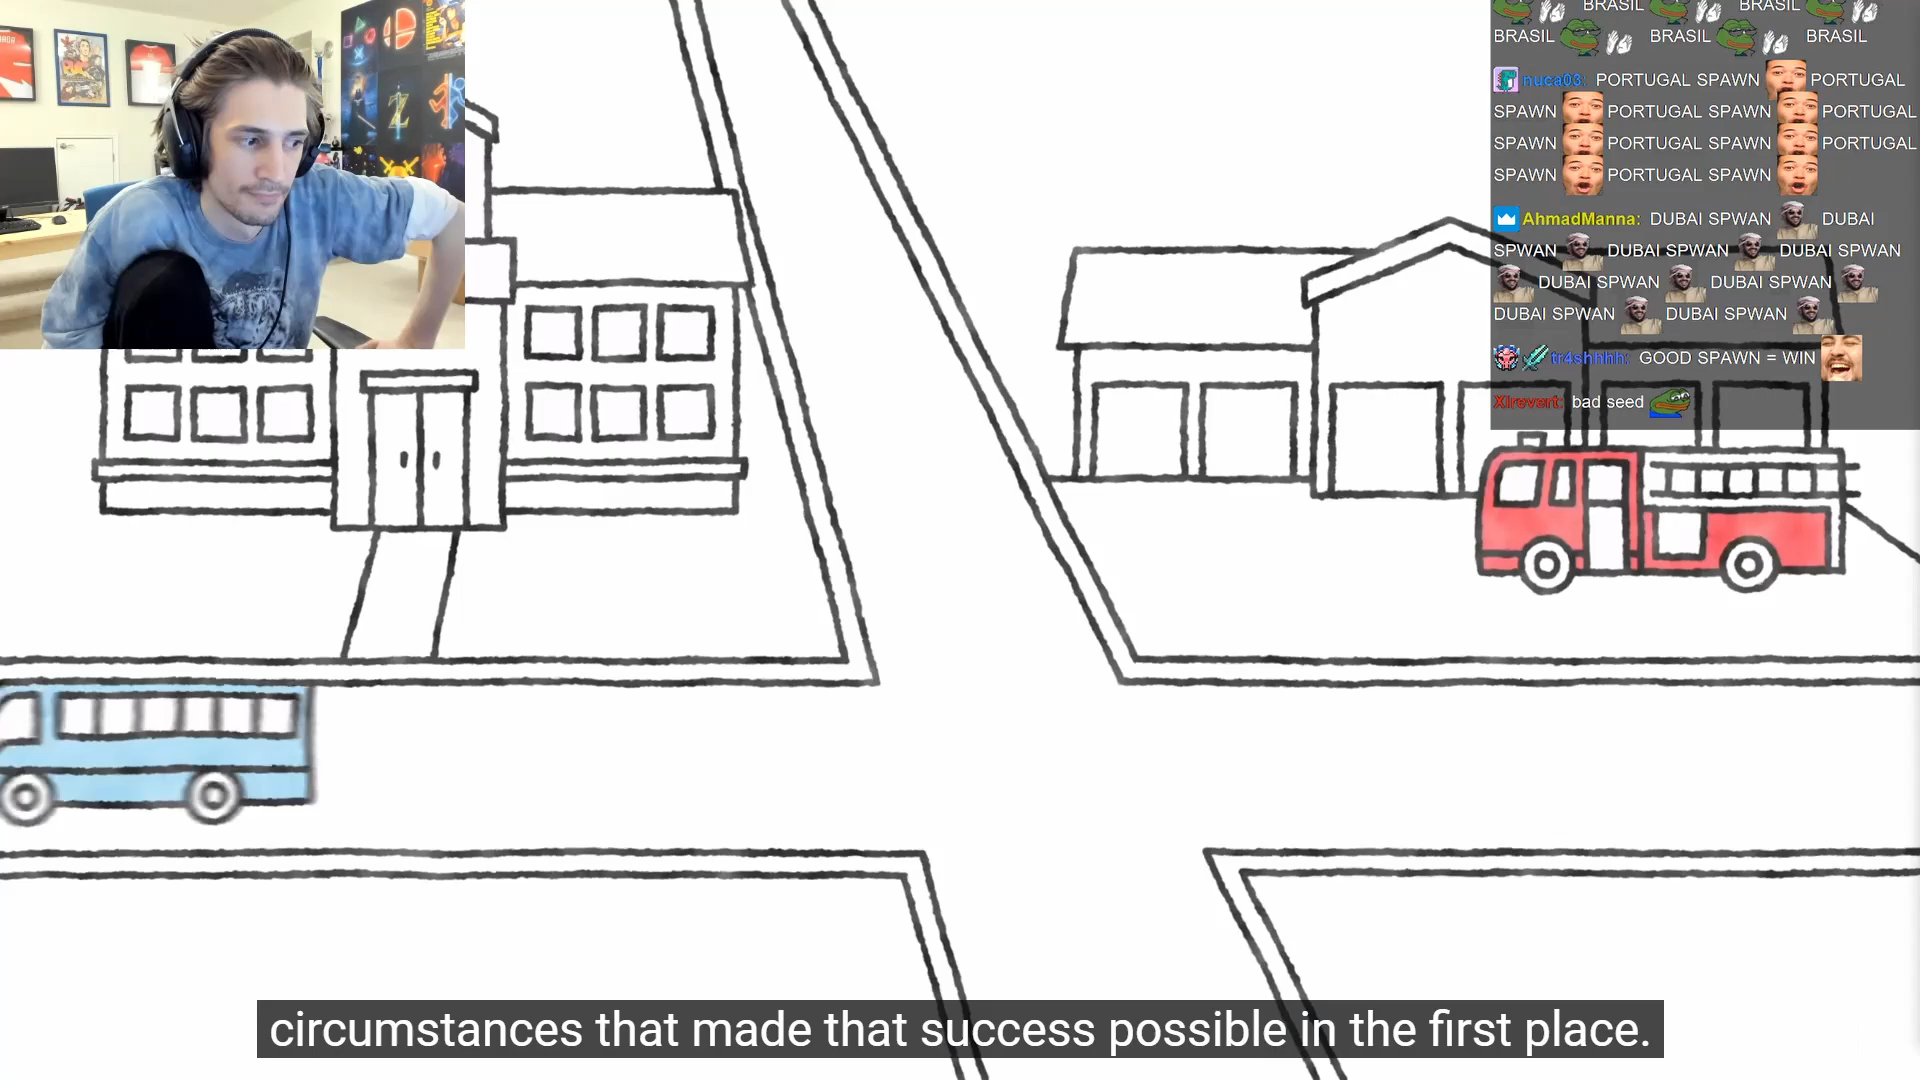 BRASIL BRASIL
BRASIL BRASIL BRASIL
nuca03: PORTUGAL SPAWN PORTUGAL
SPAWN PORTUGAL SPAWN PORTUGAL
SPAWN PORTUGAL SPAWN PORTUGAL
SPAWN PORTUGAL SPAWN
AhmadManna: DUBAI SPWAN DUBAI
SPWAN DUBAI SPWAN DUBAI SPWAN
DUBAI SPWAN DUBAI SPWAN
DUBAI SPWAN DUBAI SPWAN
tr4shhhh: GOOD SPAWN = WIN
Xirevert: bad seed
circumstances that made that success possible in the first place.